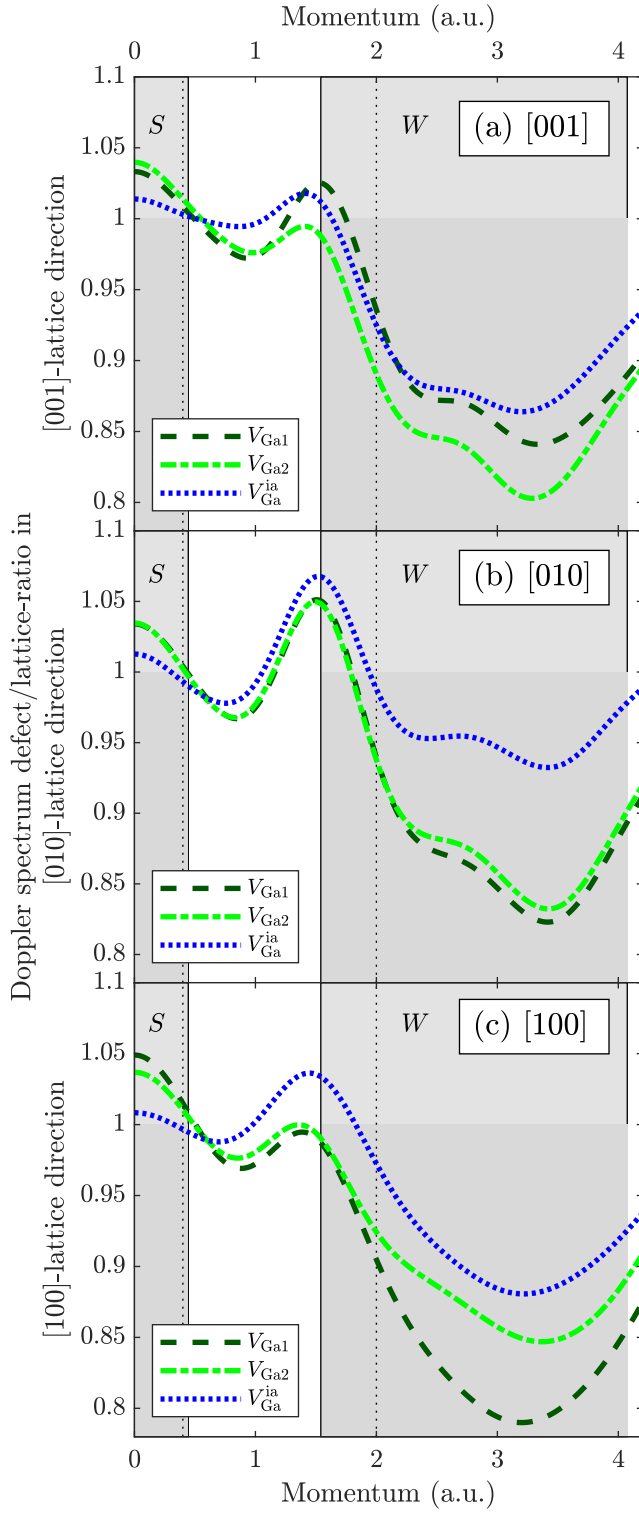 Momentum (a.u.)
0 1 2 3 4
1.1
1.05
1
0.95
0.9
0.85
0.8
S
W
(a) [001]
[001]-lattice direction
V_Ga1
V_Ga2
V_Ga^ia
1.1
1.05
1
0.95
0.9
0.85
0.8
S
W
(b) [010]
Doppler spectrum defect/lattice-ratio in
[010]-lattice direction
V_Ga1
V_Ga2
V_Ga^ia
1.1
1.05
1
0.95
0.9
0.85
0.8
S
W
(c) [100]
[100]-lattice direction
V_Ga1
V_Ga2
V_Ga^ia
0 1 2 3 4
Momentum (a.u.)